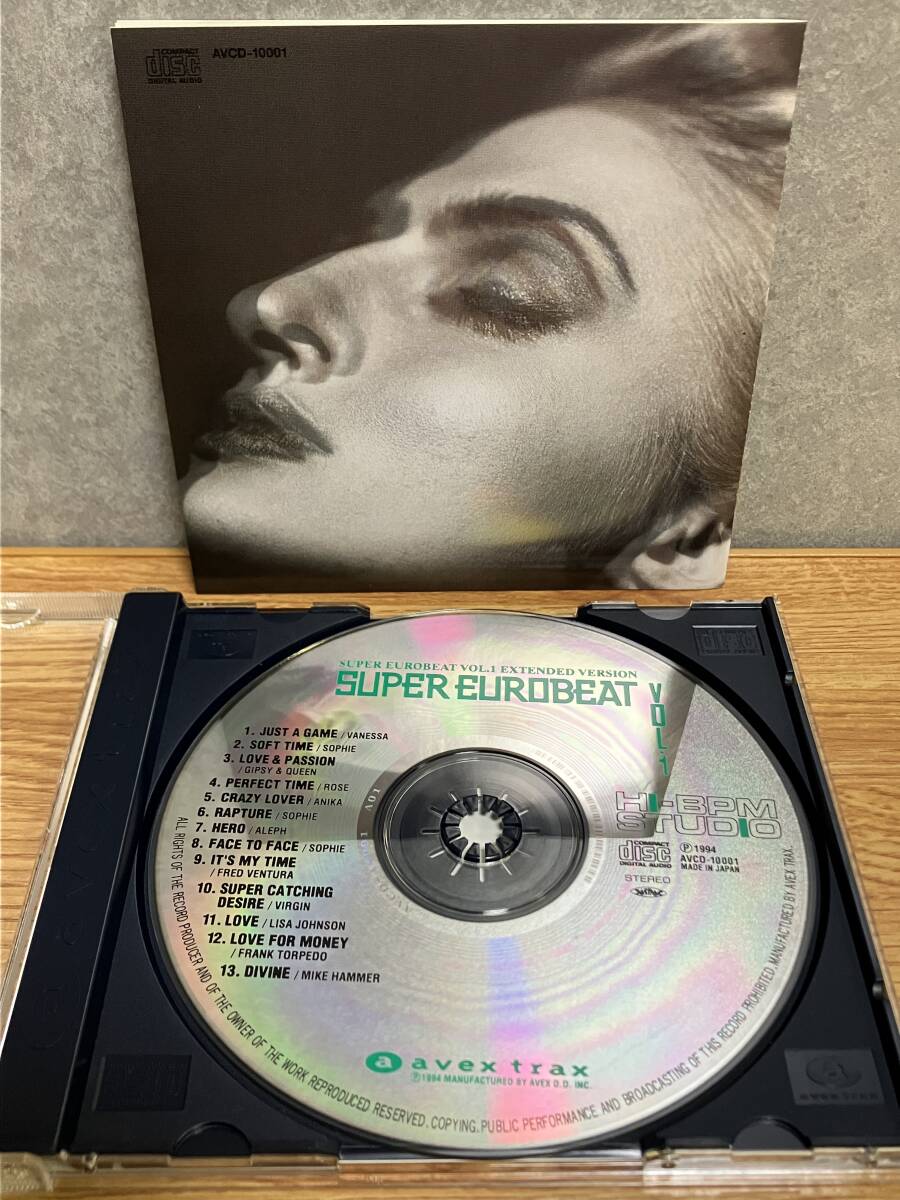 COMPACT
disc
DIGITAL AUDIO
AVCD-10001
SUPER EUROBEAT VOL.1 EXTENDED VERSION
SUPER EUROBEAT
VOL.1
1. JUST A GAME / VANESSA
2. SOFT TIME / SOPHIE
3. LOVE & PASSION
/ GIPSY & QUEEN
4. PERFECT TIME / ROSE
5. CRAZY LOVER / ANIKA
6. RAPTURE / SOPHIE
7. HERO / ALEPH
8. FACE TO FACE / SOPHIE
9. IT'S MY TIME
/ FRED VENTURA
10. SUPER CATCHING
DESIRE / VIRGIN
11. LOVE / LISA JOHNSON
12. LOVE FOR MONEY
/ FRANK TORPEDO
13. DIVINE / MIKE HAMMER
HI-BPM
STUDIO
COMPACT
disc
DIGITAL AUDIO
STEREO
Ⓟ1994
AVCD-10001
MADE IN JAPAN
a avex trax
Ⓟ1994 MANUFACTURED BY AVEX D.D. INC.
ALL RIGHTS OF THE RECORD PRODUCER AND OF THE OWNER OF THE WORK REPRODUCED RESERVED. COPYING, PUBLIC PERFORMANCE AND BROADCASTING OF THIS RECORD PROHIBITED. MANUFACTURED BY AVEX TRAX.
disc
a
avex trax